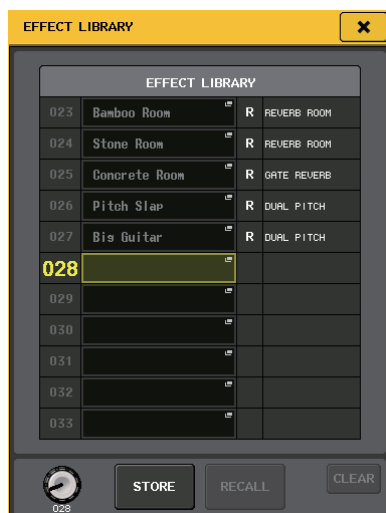 EFFECT LIBRARY
EFFECT LIBRARY
023 Bamboo Room R REVERB ROOM
024 Stone Room R REVERB ROOM
025 Concrete Room R GATE REVERB
026 Pitch Slap R DUAL PITCH
027 Big Guitar R DUAL PITCH
028
029
030
031
032
033
STORE RECALL CLEAR
028